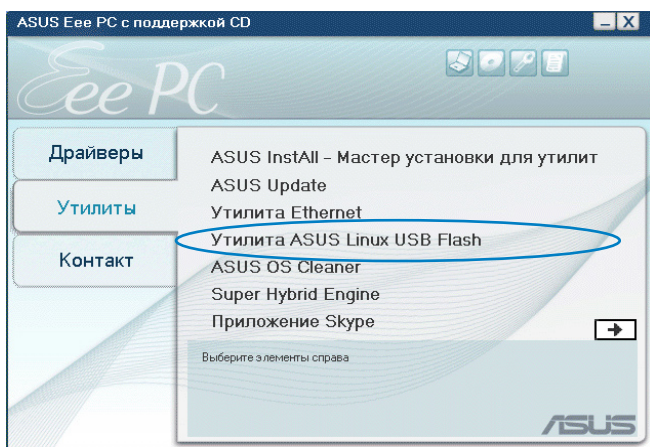 ASUS Eee PC с поддержкой CD
Eee PC
Драйверы
Утилиты
Контакт
ASUS InstAll - Мастер установки для утилит
ASUS Update
Утилита Ethernet
Утилита ASUS Linux USB Flash
ASUS OS Cleaner
Super Hybrid Engine
Приложение Skype
Выберите элементы справа
ASUS